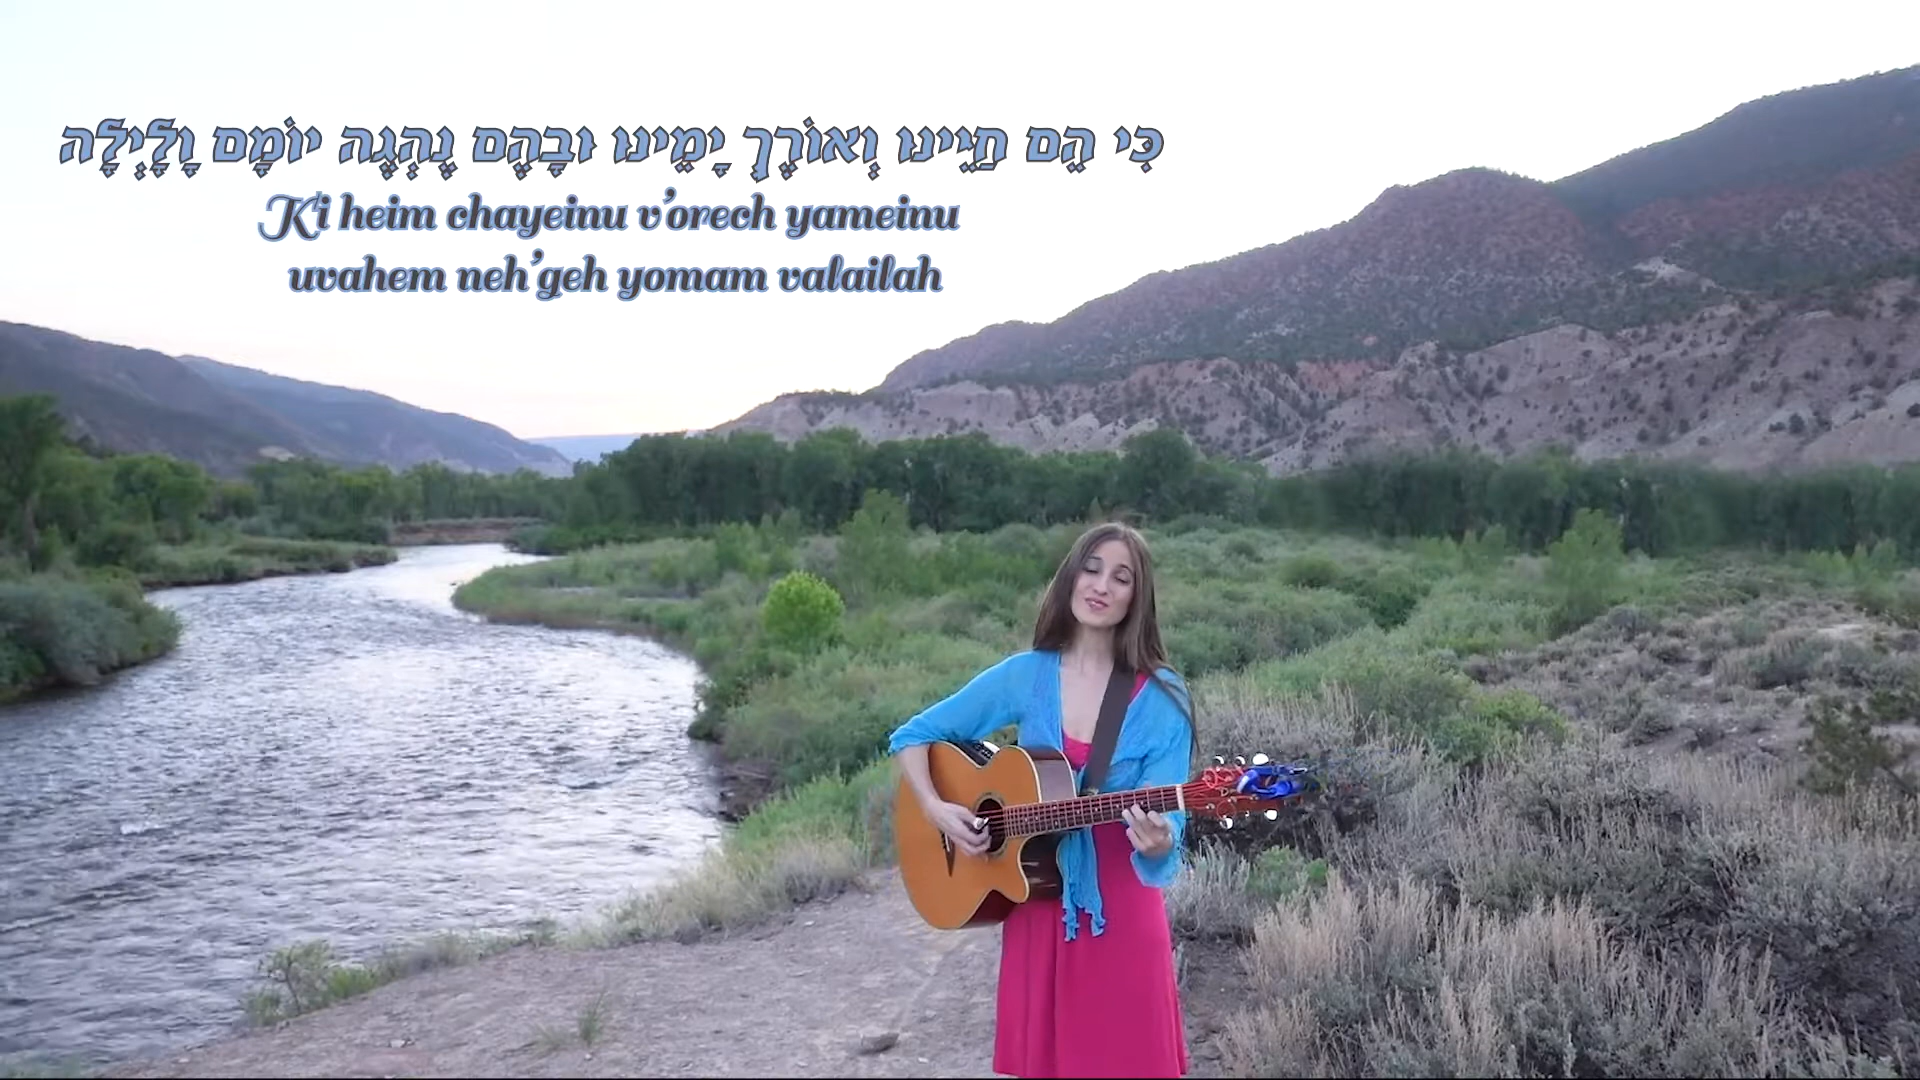 כִּי הֵם חַיֵּינוּ וְאוֹרֶךְ יָמֵינוּ וּבָהֶם נֶהְגֶּה יוֹמָם וָלָיְלָה
Ki heim chayeinu v'orech yameinu
uvahem neh'geh yomam valailah